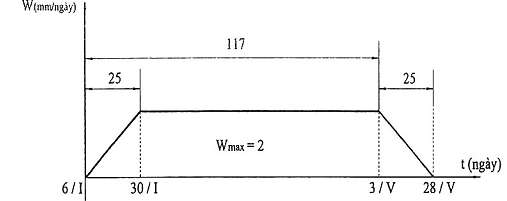 W(mm/ngày)
117
25
25
Wmax = 2
t (ngày)
6 / I
30 / I
3 / V
28 / V